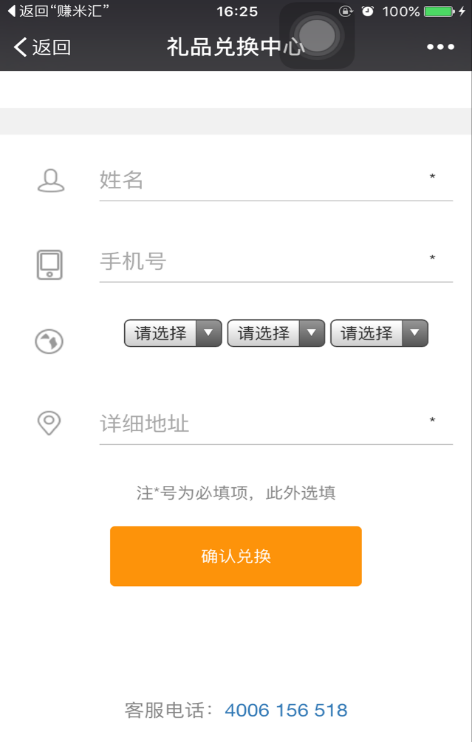 返回“赚米汇” 16:25 100%
返回 礼品兑换中心
姓名 *
手机号 *
请选择 请选择 请选择
详细地址 *
注*号为必填项，此外选填
确认兑换
客服电话：4006 156 518